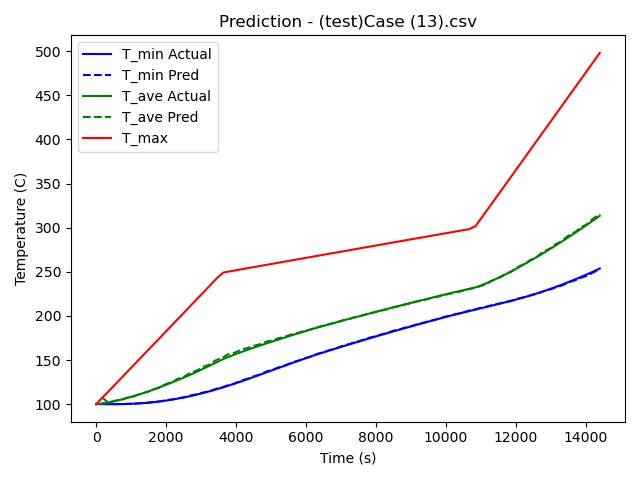 Prediction - (test)Case (13).csv
T_min Actual
T_min Pred
T_ave Actual
T_ave Pred
T_max
Temperature (C)
500
450
400
350
300
250
200
150
100
0 2000 4000 6000 8000 10000 12000 14000
Time (s)